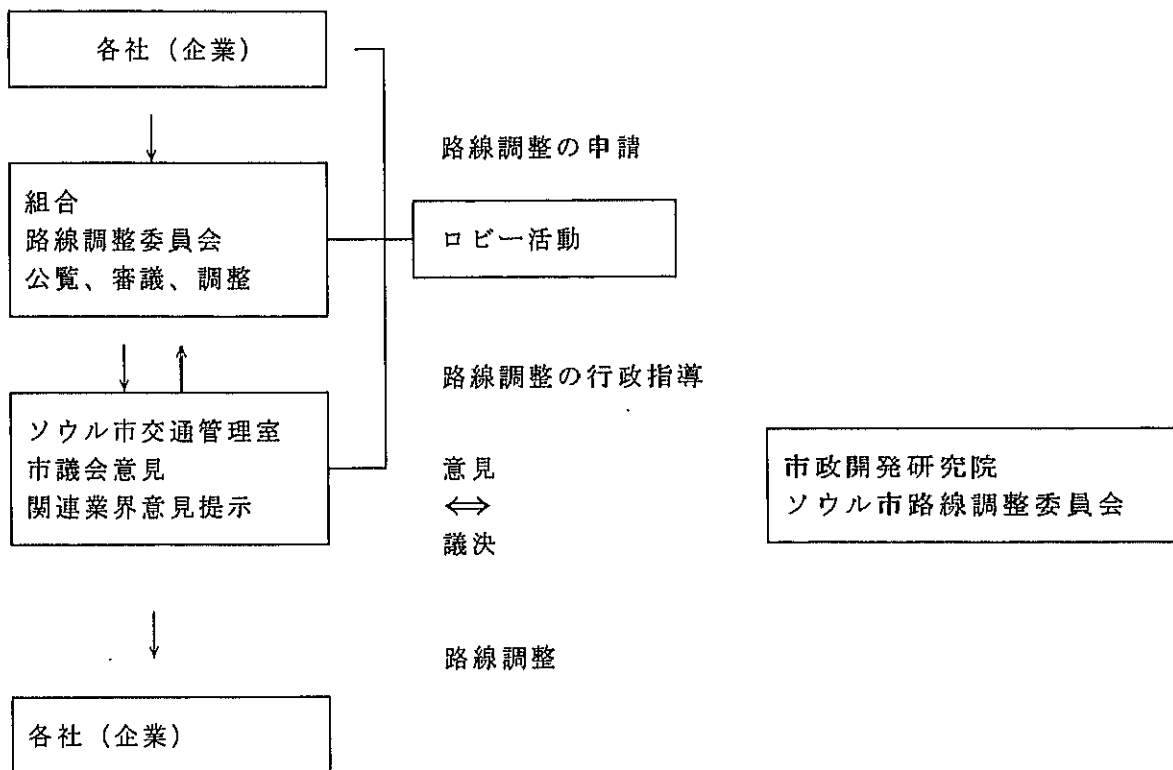 各社（企業）
路線調整の申請
組合
路線調整委員会
公覧、審議、調整
ロビー活動
路線調整の行政指導
ソウル市交通管理室
市議会意見
関連業界意見提示
意見
⇔
議決
市政開発研究院
ソウル市路線調整委員会
路線調整
各社（企業）